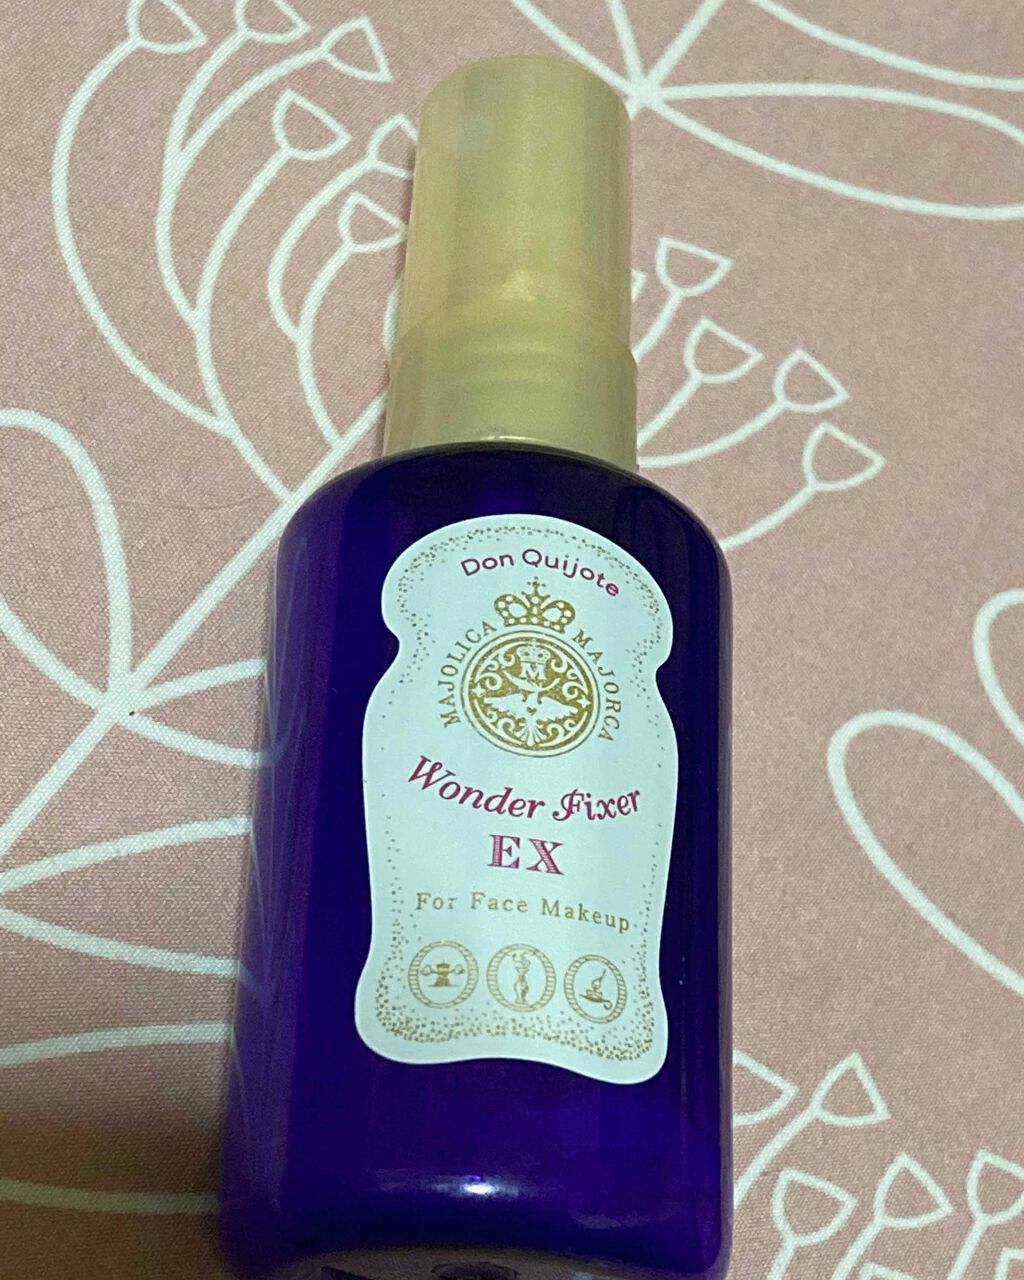 Don Quijote
MAJOLICA MAJORCA
M
Wonder Fixer
EX
For Face Makeup